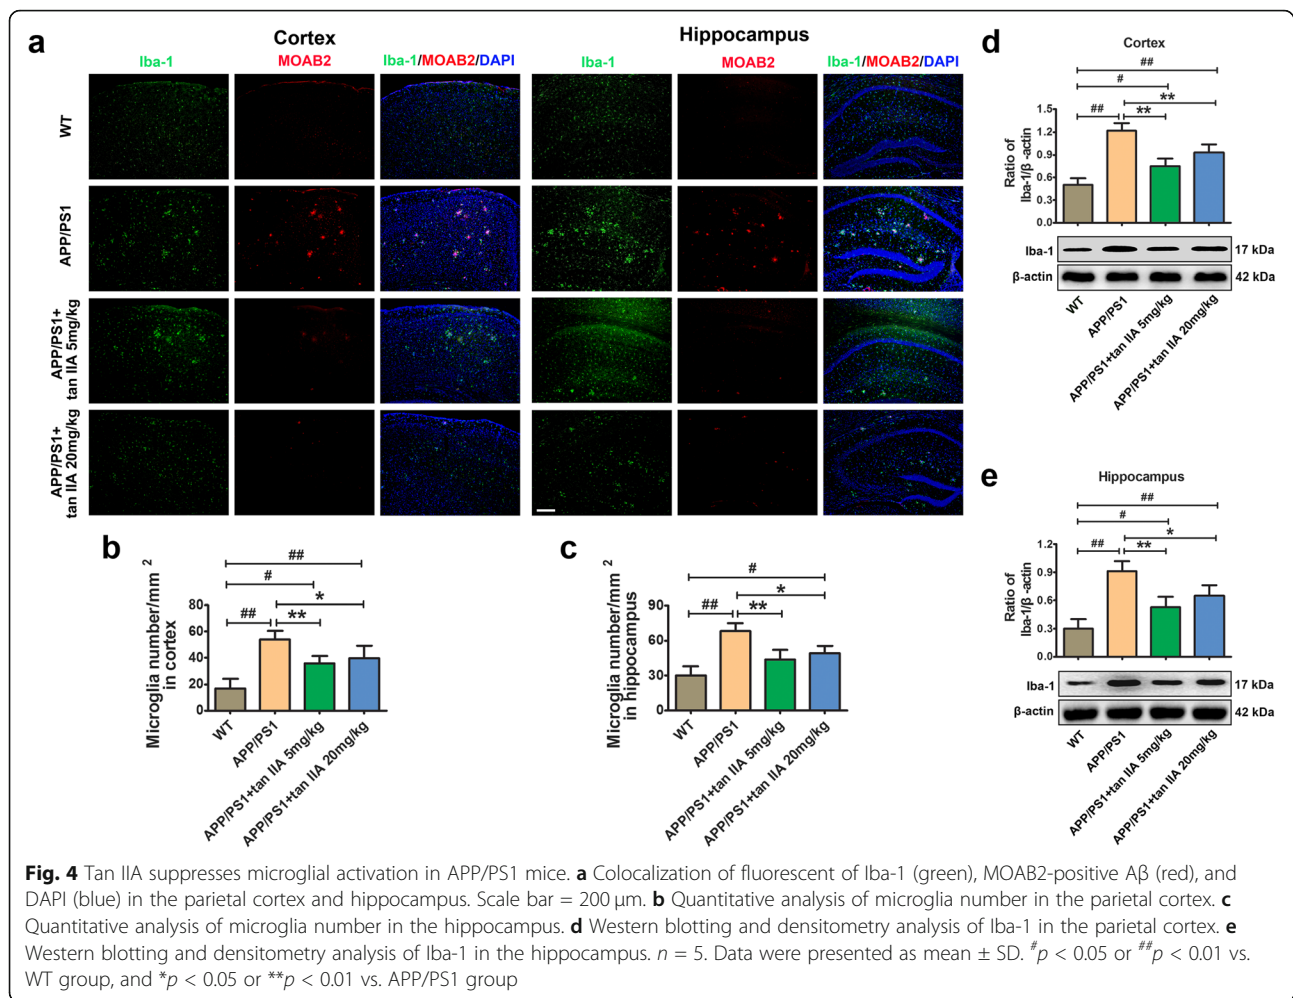 a
Cortex
Hippocampus
Iba-1
MOAB2
Iba-1/MOAB2/DAPI
Iba-1
MOAB2
Iba-1/MOAB2/DAPI
WT
APP/PS1
APP/PS1+
tan IIA 5mg/kg
APP/PS1+
tan IIA 20mg/kg
b
##
#
*
##
**
Microglia number/mm²
in cortex
80
60
40
20
0
WT
APP/PS1
APP/PS1+tan IIA 5mg/kg
APP/PS1+tan IIA 20mg/kg
c
#
*
##
**
Microglia number/mm²
in hippocampus
90
60
30
0
WT
APP/PS1
APP/PS1+tan IIA 5mg/kg
APP/PS1+tan IIA 20mg/kg
d
Cortex
##
#
**
##
**
Ratio of
Iba-1/β -actin
1.5
1.2
0.9
0.6
0.3
0.0
Iba-1
17 kDa
β-actin
42 kDa
WT
APP/PS1
APP/PS1+tan IIA 5mg/kg
APP/PS1+tan IIA 20mg/kg
e
Hippocampus
##
#
*
##
**
Ratio of
Iba-1/β -actin
1.2
0.9
0.6
0.3
0.0
Iba-1
17 kDa
β-actin
42 kDa
WT
APP/PS1
APP/PS1+tan IIA 5mg/kg
APP/PS1+tan IIA 20mg/kg
Fig. 4 Tan IIA suppresses microglial activation in APP/PS1 mice. a Colocalization of fluorescent of Iba-1 (green), MOAB2-positive Aβ (red), and
DAPI (blue) in the parietal cortex and hippocampus. Scale bar = 200 μm. b Quantitative analysis of microglia number in the parietal cortex. c
Quantitative analysis of microglia number in the hippocampus. d Western blotting and densitometry analysis of Iba-1 in the parietal cortex. e
Western blotting and densitometry analysis of Iba-1 in the hippocampus. n = 5. Data were presented as mean ± SD. #p < 0.05 or ##p < 0.01 vs.
WT group, and *p < 0.05 or **p < 0.01 vs. APP/PS1 group